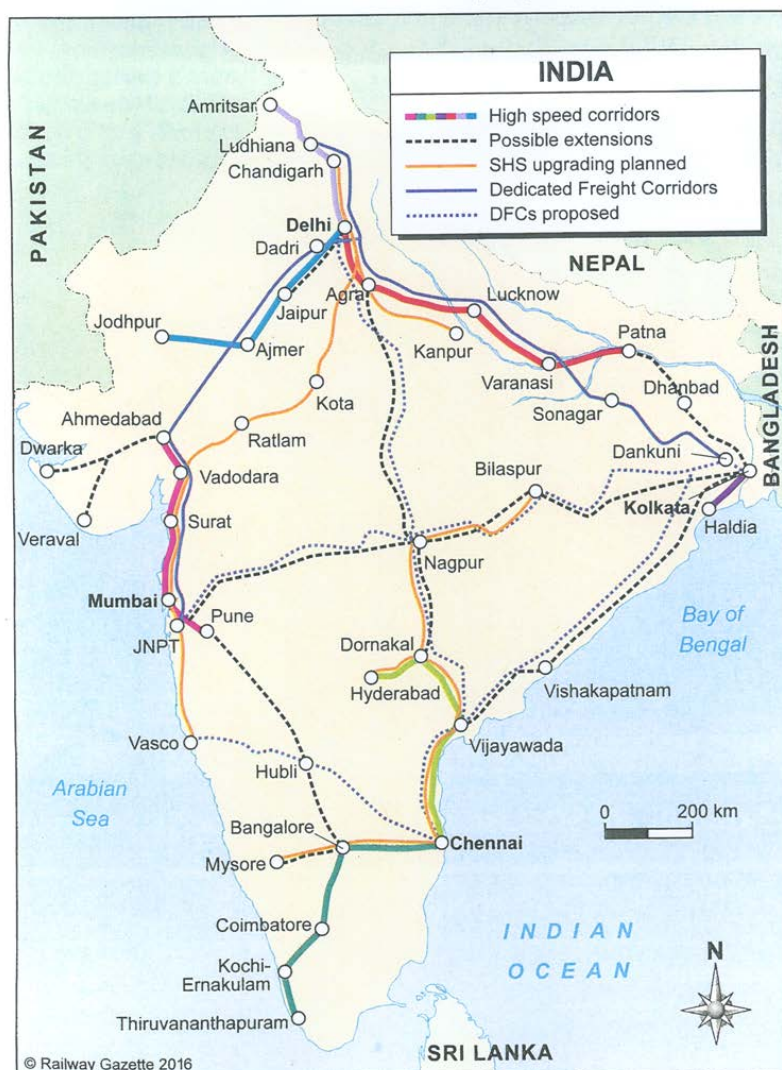 INDIA
High speed corridors
Possible extensions
SHS upgrading planned
Dedicated Freight Corridors
DFCs proposed
PAKISTAN
NEPAL
BANGLADESH
Amritsar
Ludhiana
Chandigarh
Delhi
Dadri
Agra
Lucknow
Jaipur
Jodhpur
Ajmer
Kanpur
Patna
Varanasi
Dhanbad
Kota
Sonagar
Ahmedabad
Ratlam
Dwarka
Dankuni
Vadodara
Bilaspur
Kolkata
Haldia
Surat
Veraval
Nagpur
Mumbai
Pune
JNPT
Bay of
Bengal
Dornakal
Hyderabad
Vishakapatnam
Vasco
Vijayawada
Hubli
Arabian
Sea
0
200 km
Bangalore
Chennai
Mysore
Coimbatore
INDIAN
OCEAN
N
Kochi-
Ernakulam
Thiruvananthapuram
SRI LANKA
© Railway Gazette 2016